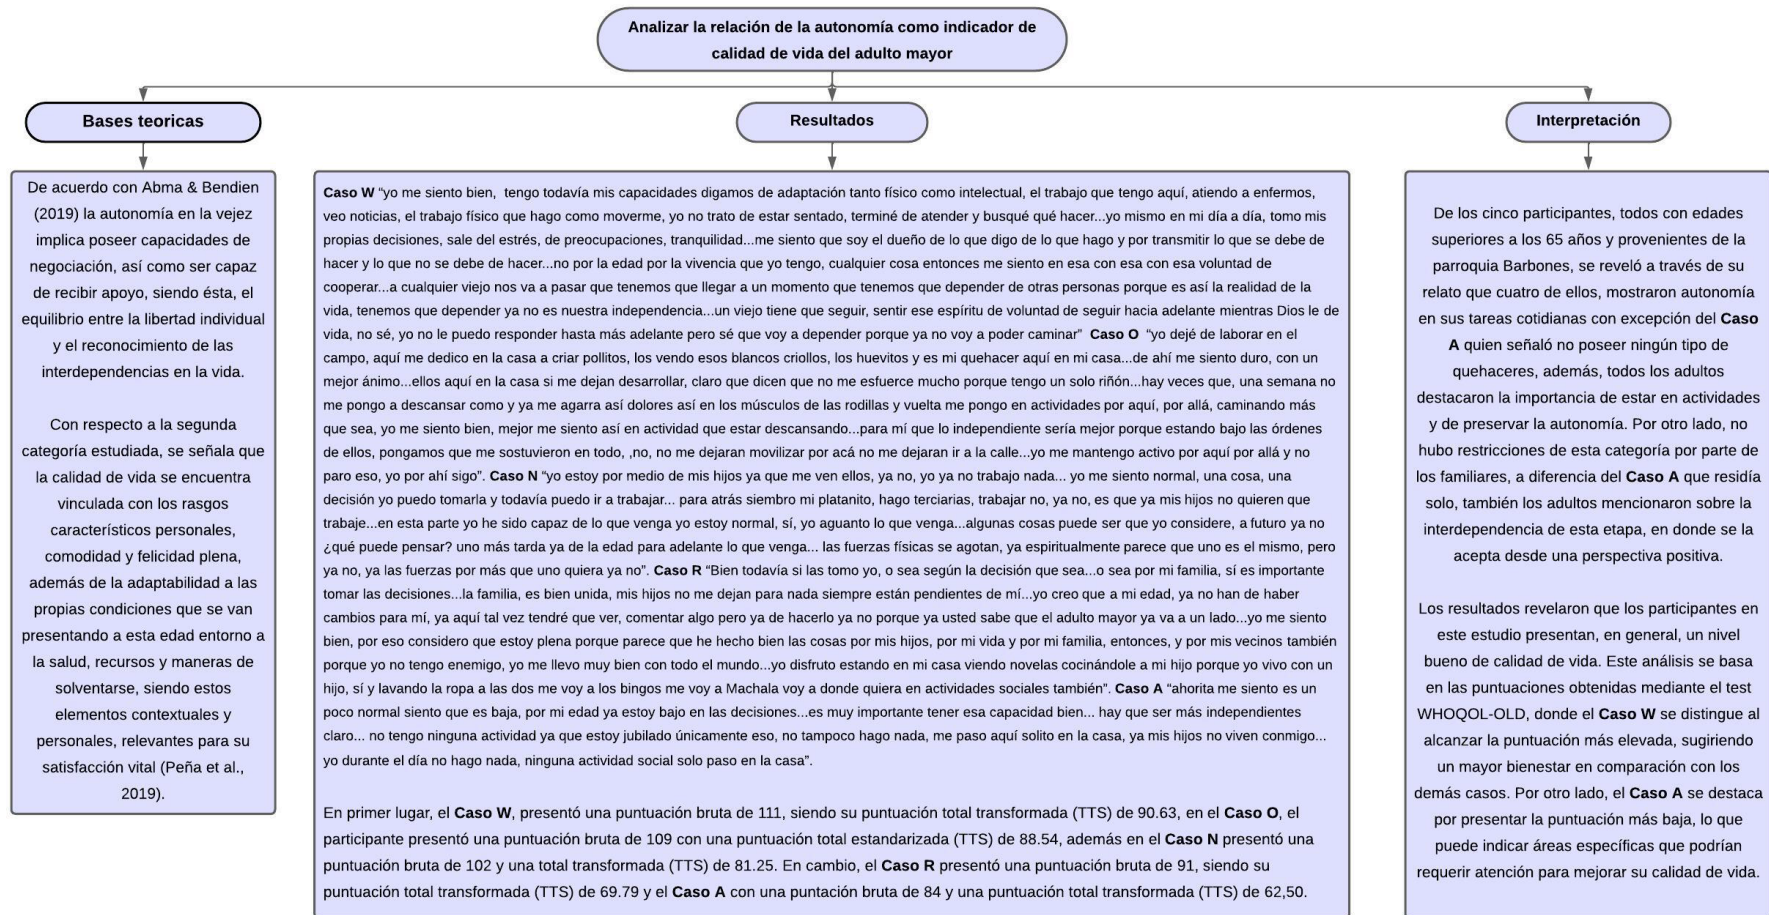 Analizar la relación de la autonomía como indicador de
calidad de vida del adulto mayor
Bases teoricas
Resultados
Interpretación
De acuerdo con Abma & Bendien
(2019) la autonomía en la vejez
implica poseer capacidades de
negociación, así como ser capaz
de recibir apoyo, siendo ésta, el
equilibrio entre la libertad individual
y el reconocimiento de las
interdependencias en la vida.
Con respecto a la segunda
categoría estudiada, se señala que
la calidad de vida se encuentra
vinculada con los rasgos
característicos personales,
comodidad y felicidad plena,
además de la adaptabilidad a las
propias condiciones que se van
presentando a esta edad entorno a
la salud, recursos y maneras de
solventarse, siendo estos
elementos contextuales y
personales, relevantes para su
satisfacción vital (Peña et al.,
2019).
Caso W “yo me siento bien, tengo todavía mis capacidades digamos de adaptación tanto físico como intelectual, el trabajo que tengo aquí, atiendo a enfermos,
veo noticias, el trabajo físico que hago como moverme, yo no trato de estar sentado, terminé de atender y busqué qué hacer...yo mismo en mi día a día, tomo mis
propias decisiones, sale del estrés, de preocupaciones, tranquilidad...me siento que soy el dueño de lo que digo de lo que hago y por transmitir lo que se debe de
hacer y lo que no se debe de hacer...no por la edad por la vivencia que yo tengo, cualquier cosa entonces me siento en esa con esa con esa voluntad de
cooperar...a cualquier viejo nos va a pasar que tenemos que llegar a un momento que tenemos que depender de otras personas porque es así la realidad de la
vida, tenemos que depender ya no es nuestra independencia...un viejo tiene que seguir, sentir ese espíritu de voluntad de seguir hacia adelante mientras Dios le de
vida, no sé, yo no le puedo responder hasta más adelante pero sé que voy a depender porque ya no voy a poder caminar” Caso O “yo dejé de laborar en el
campo, aquí me dedico en la casa a criar pollitos, los vendo esos blancos criollos, los huevitos y es mi quehacer aquí en mi casa...de ahí me siento duro, con un
mejor ánimo...ellos aquí en la casa si me dejan desarrollar, claro que dicen que no me esfuerce mucho porque tengo un solo riñón...hay veces que, una semana no
me pongo a descansar como y ya me agarra así dolores así en los músculos de las rodillas y vuelta me pongo en actividades por aquí, por allá, caminando más
que sea, yo me siento bien, mejor me siento así en actividad que estar descansando...para mí que lo independiente sería mejor porque estando bajo las órdenes
de ellos, pongamos que me sostuvieron en todo, ,no, no me dejaran movilizar por acá no me dejaran ir a la calle...yo me mantengo activo por aquí por allá y no
paro eso, yo por ahí sigo”. Caso N “yo estoy por medio de mis hijos ya que me ven ellos, ya no, yo ya no trabajo nada... yo me siento normal, una cosa, una
decisión yo puedo tomarla y todavía puedo ir a trabajar... para atrás siembro mi platanito, hago terciarias, trabajar no, ya no, es que ya mis hijos no quieren que
trabaje...en esta parte yo he sido capaz de lo que venga yo estoy normal, sí, yo aguanto lo que venga...algunas cosas puede ser que yo considere, a futuro ya no
¿qué puede pensar? uno más tarda ya de la edad para adelante lo que venga... las fuerzas físicas se agotan, ya espiritualmente parece que uno es el mismo, pero
ya no, ya las fuerzas por más que uno quiera ya no”. Caso R “Bien todavía si las tomo yo, o sea según la decisión que sea...o sea por mi familia, sí es importante
tomar las decisiones...la familia, es bien unida, mis hijos no me dejan para nada siempre están pendientes de mí...yo creo que a mi edad, ya no han de haber
cambios para mí, ya aquí tal vez tendré que ver, comentar algo pero ya de hacerlo ya no porque ya usted sabe que el adulto mayor ya va a un lado...yo me siento
bien, por eso considero que estoy plena porque parece que he hecho bien las cosas por mis hijos, por mi vida y por mi familia, entonces, y por mis vecinos también
porque yo no tengo enemigo, yo me llevo muy bien con todo el mundo...yo disfruto estando en mi casa viendo novelas cocinándole a mi hijo porque yo vivo con un
hijo, sí y lavando la ropa a las dos me voy a los bingos me voy a Machala voy a donde quiera en actividades sociales también”. Caso A “ahorita me siento es un
poco normal siento que es baja, por mi edad ya estoy bajo en las decisiones...es muy importante tener esa capacidad bien... hay que ser más independientes
claro... no tengo ninguna actividad ya que estoy jubilado únicamente eso, no tampoco hago nada, me paso aquí solito en la casa, ya mis hijos no viven conmigo...
yo durante el día no hago nada, ninguna actividad social solo paso en la casa”.
En primer lugar, el Caso W, presentó una puntuación bruta de 111, siendo su puntuación total transformada (TTS) de 90.63, en el Caso O, el
participante presentó una puntuación bruta de 109 con una puntuación total estandarizada (TTS) de 88.54, además en el Caso N presentó una
puntuación bruta de 102 y una total transformada (TTS) de 81.25. En cambio, el Caso R presentó una puntuación bruta de 91, siendo su
puntuación total transformada (TTS) de 69.79 y el Caso A con una puntación bruta de 84 y una puntuación total transformada (TTS) de 62,50.
De los cinco participantes, todos con edades
superiores a los 65 años y provenientes de la
parroquia Barbones, se reveló a través de su
relato que cuatro de ellos, mostraron autonomía
en sus tareas cotidianas con excepción del Caso
A quien señaló no poseer ningún tipo de
quehaceres, además, todos los adultos
destacaron la importancia de estar en actividades
y de preservar la autonomía. Por otro lado, no
hubo restricciones de esta categoría por parte de
los familiares, a diferencia del Caso A que residía
solo, también los adultos mencionaron sobre la
interdependencia de esta etapa, en donde se la
acepta desde una perspectiva positiva.
Los resultados revelaron que los participantes en
este estudio presentan, en general, un nivel
bueno de calidad de vida. Este análisis se basa
en las puntuaciones obtenidas mediante el test
WHOQOL-OLD, donde el Caso W se distingue al
alcanzar la puntuación más elevada, sugiriendo
un mayor bienestar en comparación con los
demás casos. Por otro lado, el Caso A se destaca
por presentar la puntuación más baja, lo que
puede indicar áreas específicas que podrían
requerir atención para mejorar su calidad de vida.